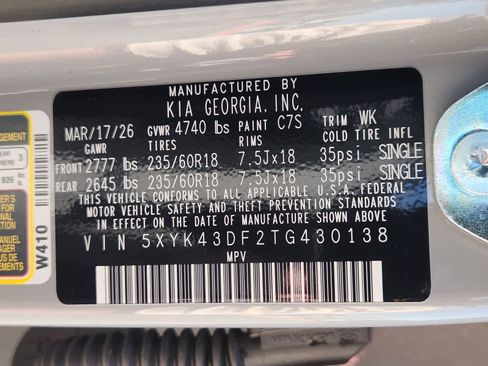 MANUFACTURED BY
KIA GEORGIA, INC.
MAR/17/26 GVWR 4740 lbs PAINT C7S TRIM WK
GAWR TIRES RIMS COLD TIRE INFL
FRONT 2777 lbs 235/60R18 7.5Jx18 35psi SINGLE
REAR 2645 lbs 235/60R18 7.5Jx18 35psi SINGLE
THIS VEHICLE CONFORMS TO ALL APPLICABLE U.S.A. FEDERAL
MOTOR VEHICLE SAFETY AND THEFT PREVENTION STANDARDS
IN EFFECT ON THE DATE OF MANUFACTURE SHOWN ABOVE.
VIN 5XYK43DF2TG430138
MPV
W410
3
926